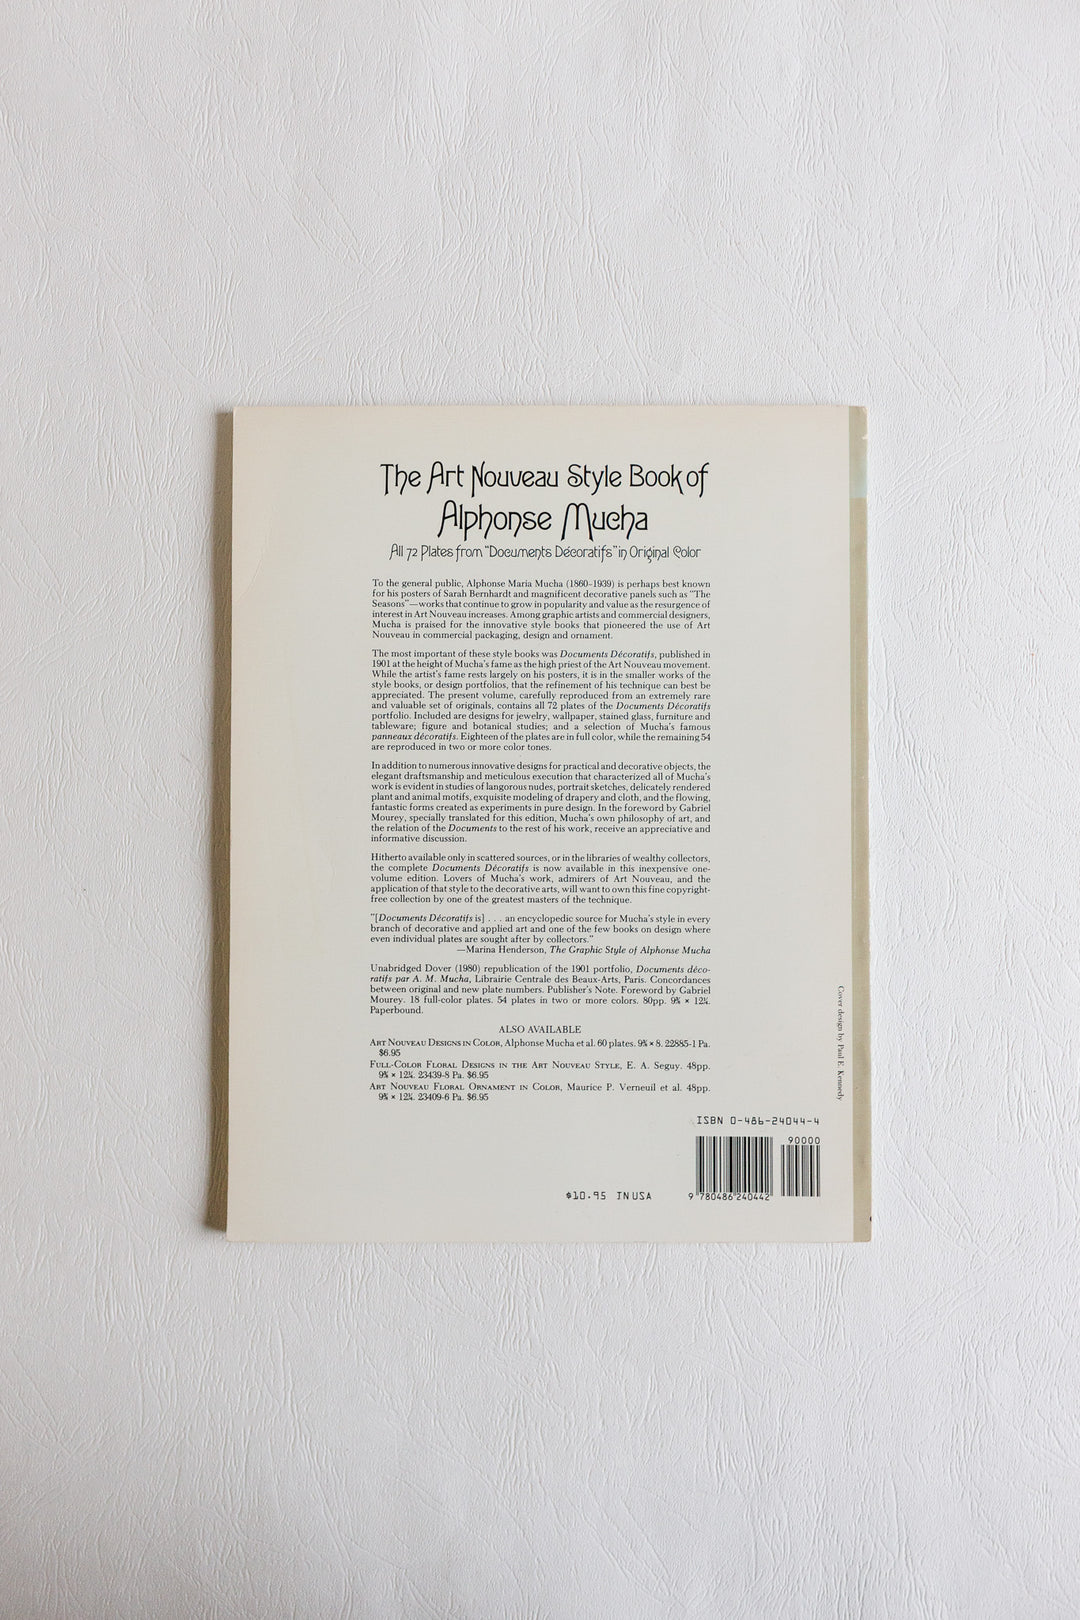 The Art Nouveau Style Book of
Alphonse Mucha
All 72 Plates from "Documents Décoratifs" in Original Color
To the general public, Alphonse Maria Mucha (1860–1939) is perhaps best known
for his posters of Sarah Bernhardt and magnificent decorative panels such as "The
Seasons"—works that continue to grow in popularity and value as the resurgence of
interest in Art Nouveau increases. Among graphic artists and commercial designers,
Mucha is praised for the innovative style books that pioneered the use of Art
Nouveau in commercial packaging, design and ornament.
The most important of these style books was Documents Décoratifs, published in
1901 at the height of Mucha's fame as the high priest of the Art Nouveau movement.
While the artist's fame rests largely on his posters, it is in the smaller works of the
style books, or design portfolios, that the refinement of his technique can best be
appreciated. The present volume, carefully reproduced from an extremely rare
and valuable set of originals, contains all 72 plates of the Documents Décoratifs
portfolio. Included are designs for jewelry, wallpaper, stained glass, furniture and
tableware; figure and botanical studies; and a selection of Mucha's famous
panneaux décoratifs. Eighteen of the plates are in full color, while the remaining 54
are reproduced in two or more color tones.
In addition to numerous innovative designs for practical and decorative objects, the
elegant draftsmanship and meticulous execution that characterized all of Mucha's
work is evident in studies of langorous nudes, portrait sketches, delicately rendered
plant and animal motifs, exquisite modeling of drapery and cloth, and the flowing,
fantastic forms created as experiments in pure design. In the foreword by Gabriel
Mourey, specially translated for this edition, Mucha's own philosophy of art, and
the relation of the Documents to the rest of his work, receive an appreciative and
informative discussion.
Hitherto available only in scattered sources, or in the libraries of wealthy collectors,
the complete Documents Décoratifs is now available in this inexpensive one-
volume edition. Lovers of Mucha's work, admirers of Art Nouveau, and the
application of that style to the decorative arts, will want to own this fine copyright-
free collection by one of the greatest masters of the technique.
"[Documents Décoratifs is] . . . an encyclopedic source for Mucha's style in every
branch of decorative and applied art and one of the few books on design where
even individual plates are sought after by collectors."
—Marina Henderson, The Graphic Style of Alphonse Mucha
Unabridged Dover (1980) republication of the 1901 portfolio, Documents déco-
ratifs par A. M. Mucha, Librairie Centrale des Beaux-Arts, Paris. Concordances
between original and new plate numbers. Publisher's Note. Foreword by Gabriel
Mourey. 18 full-color plates. 54 plates in two or more colors. 80pp. 9⅜ × 12¼.
Paperbound.
ALSO AVAILABLE
ART NOUVEAU DESIGNS IN COLOR, Alphonse Mucha et al. 60 plates. 9⅜ × 8. 22885-1 Pa.
$6.95
FULL-COLOR FLORAL DESIGNS IN THE ART NOUVEAU STYLE, E. A. Seguy. 48pp.
9⅜ × 12¼. 23439-8 Pa. $6.95
ART NOUVEAU FLORAL ORNAMENT IN COLOR, Maurice P. Verneuil et al. 48pp.
9⅜ × 12¼. 23409-6 Pa. $6.95
Cover design by Paul E. Kennedy
ISBN 0-486-24044-4
90000
9 780486 240442
$10.95 IN USA